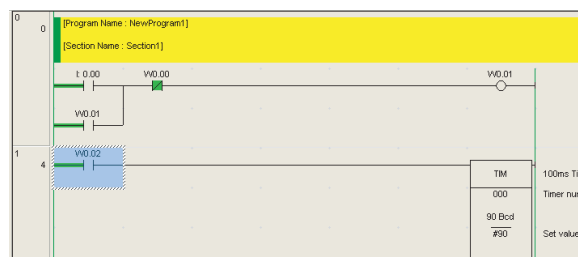 0
0
[Program Name : NewProgram1]
[Section Name : Section1]
I: 0.00
W0.00
W0.01
W0.01
1
4
W0.02
TIM
100ms Ti
000
Timer nur
90 Bcd
#90
Set value